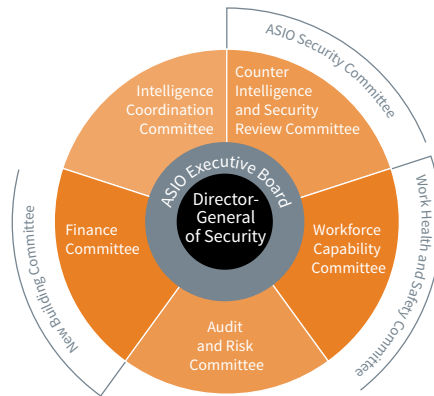 ASIO Security Committee
Intelligence
Coordination
Committee
Counter
Intelligence
and Security
Review Committee
ASIO Executive Board
Director-
General
of Security
New Building Committee
Finance
Committee
Workforce
Capability
Committee
Work Health and Safety Committee
Audit
and Risk
Committee